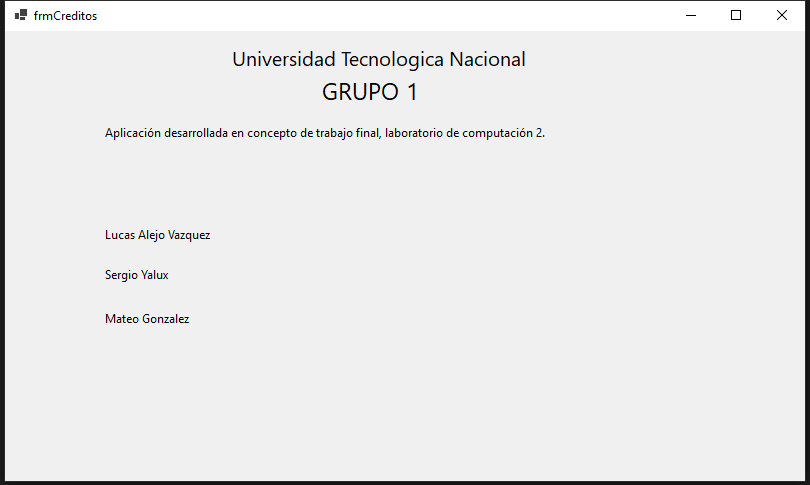 frmCreditos
Universidad Tecnologica Nacional
GRUPO 1
Aplicación desarrollada en concepto de trabajo final, laboratorio de computación 2.
Lucas Alejo Vazquez
Sergio Yalux
Mateo Gonzalez